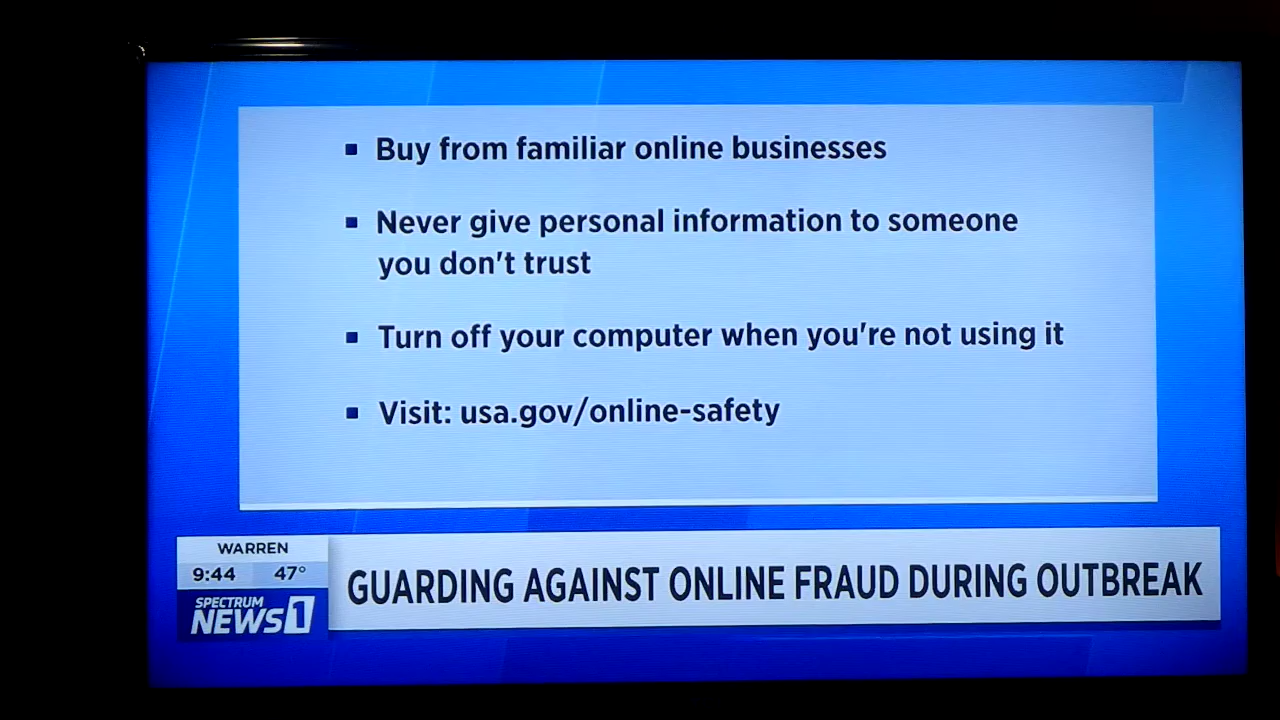 ▪ Buy from familiar online businesses
▪ Never give personal information to someone
you don't trust
▪ Turn off your computer when you're not using it
▪ Visit: usa.gov/online-safety
WARREN
9:44 47°
SPECTRUM
NEWS 1
GUARDING AGAINST ONLINE FRAUD DURING OUTBREAK